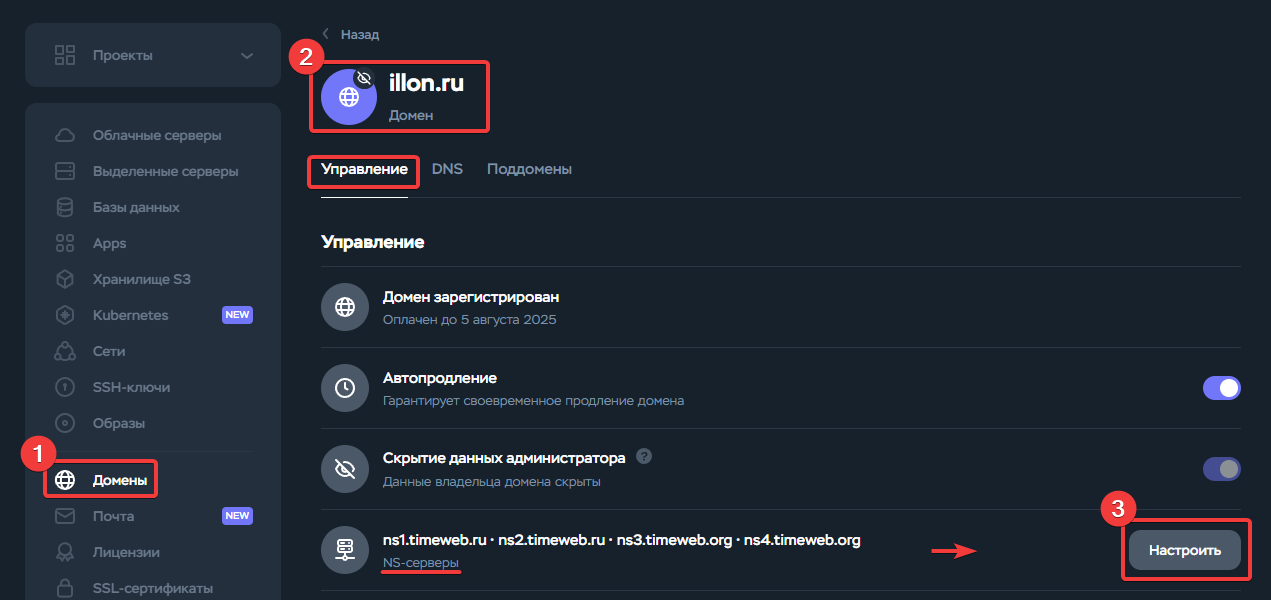 Проекты
Облачные серверы
Выделенные серверы
Базы данных
Apps
Хранилище S3
Kubernetes NEW
Сети
SSH-ключи
Образы
1
Домены
Почта NEW
Лицензии
SSL-сертификаты
Назад
2
illon.ru
Домен
Управление DNS Поддомены
Управление
Домен зарегистрирован
Оплачен до 5 августа 2025
Автопродление
Гарантирует своевременное продление домена
Скрытие данных администратора ?
Данные владельца домена скрыты
ns1.timeweb.ru · ns2.timeweb.ru · ns3.timeweb.org · ns4.timeweb.org
NS-серверы
3
Настроить